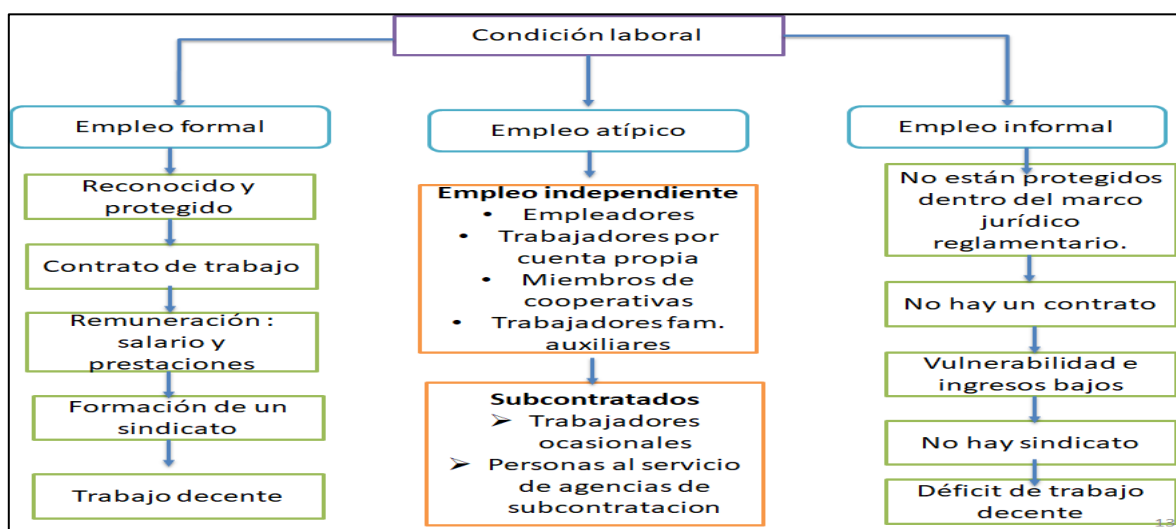 Condición laboral
Empleo formal
Reconocido y
protegido
Contrato de trabajo
Remuneración :
salario y
prestaciones
Formación de un
sindicato
Trabajo decente
Empleo atípico
Empleo independiente
• Empleadores
• Trabajadores por
cuenta propia
• Miembros de
cooperativas
• Trabajadores fam.
auxiliares
Subcontratados
➢ Trabajadores
ocasionales
➢ Personas al servicio
de agencias de
subcontratacion
Empleo informal
No están protegidos
dentro del marco
jurídico
reglamentario.
No hay un contrato
Vulnerabilidad e
ingresos bajos
No hay sindicato
Déficit de trabajo
decente
13